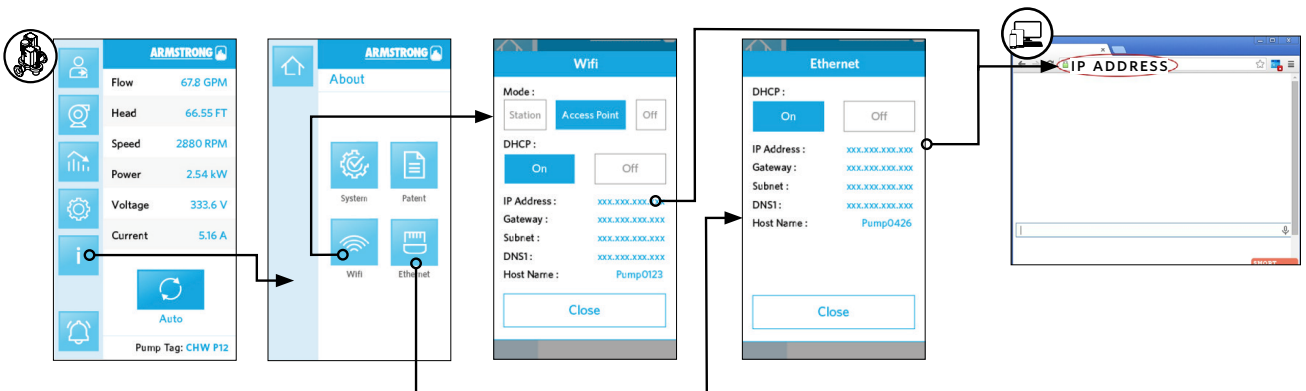 ARMSTRONG
Flow 67.8 GPM
Head 66.55 FT
Speed 2880 RPM
Power 2.54 kW
Voltage 333.6 V
Current 5.16 A
i
Auto
Pump Tag: CHW P12
ARMSTRONG
About
System Patent
Wifi Ethernet
Wifi
Mode :
Station Access Point Off
DHCP :
On Off
IP Address : xxx.xxx.xxx.xxx
Gateway : xxx.xxx.xxx.xxx
Subnet : xxx.xxx.xxx.xxx
DNS1 : xxx.xxx.xxx.xxx
Host Name : Pump0123
Close
Ethernet
DHCP :
On Off
IP Address : xxx.xxx.xxx.xxx
Gateway : xxx.xxx.xxx.xxx
Subnet : xxx.xxx.xxx.xxx
DNS1 : xxx.xxx.xxx.xxx
Host Name : Pump0426
Close
IP ADDRESS